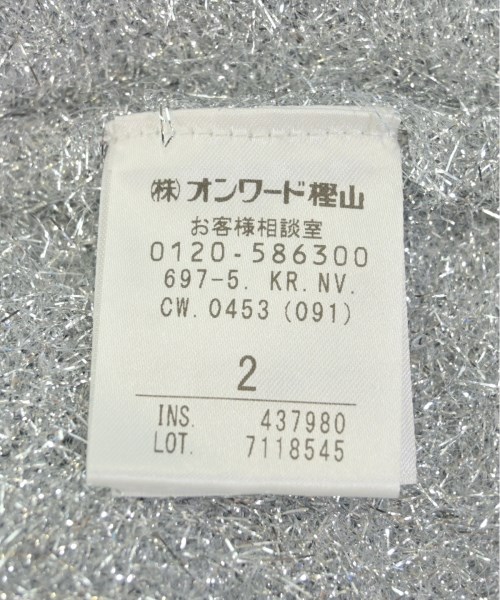 (株)オンワード樫山
お客様相談室
0120-586300
697-5. KR. NV.
CW. 0453 (091)
2
INS. 437980
LOT. 7118545